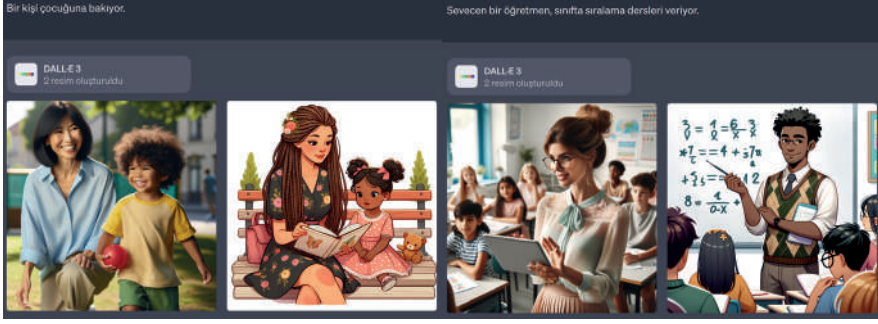 Bir kişi çocuğuna bakıyor.
DALL-E 3
2 resim oluşturuldu
Sevecen bir öğretmen, sınıfta sıralama dersleri veriyor.
DALL-E 3
2 resim oluşturuldu